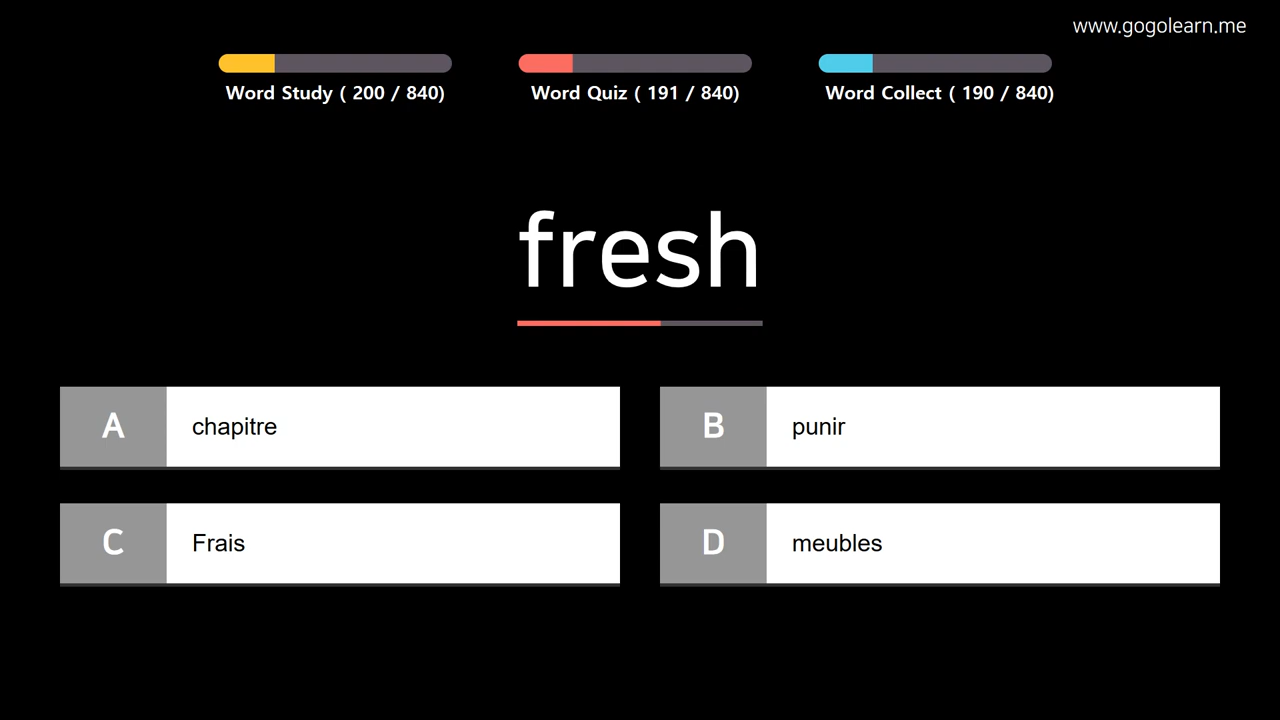 www.gogolearn.me
Word Study ( 200 / 840)
Word Quiz ( 191 / 840)
Word Collect ( 190 / 840)
fresh
A chapitre
B punir
C Frais
D meubles